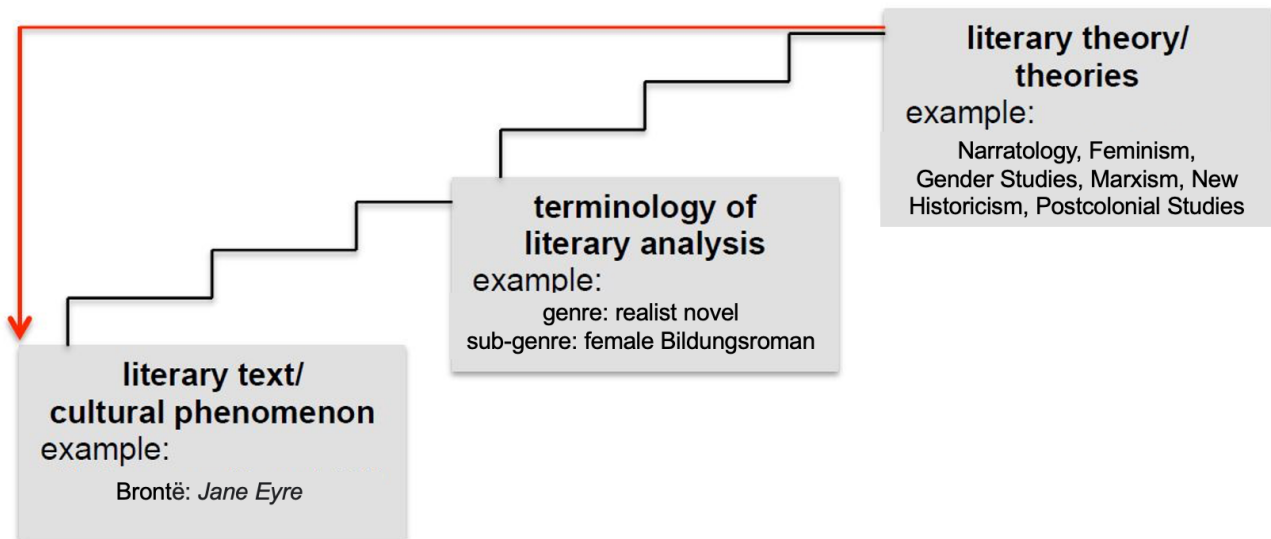 literary theory/
theories
example:
Narratology, Feminism,
Gender Studies, Marxism, New
Historicism, Postcolonial Studies
terminology of
literary analysis
example:
genre: realist novel
sub-genre: female Bildungsroman
literary text/
cultural phenomenon
example:
Brontë: Jane Eyre